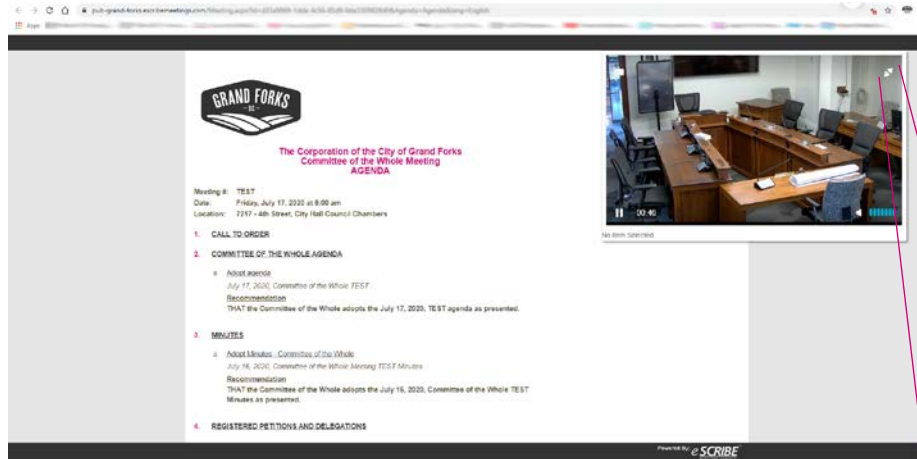 GRAND FORKS
BC
The Corporation of the City of Grand Forks
Committee of the Whole Meeting
AGENDA
Meeting #: TEST
Date: Friday, July 17, 2020 at 9:00 am
Location: 7217 - 4th Street, City Hall Council Chambers
00:40
No Item Selected
1. CALL TO ORDER
2. COMMITTEE OF THE WHOLE AGENDA
a Adopt agenda
July 17, 2020, Committee of the Whole TEST
Recommendation
THAT the Committee of the Whole adopts the July 17, 2020, TEST agenda as presented.
3. MINUTES
a Adopt Minutes - Committee of the Whole
July 16, 2020, Committee of the Whole Meeting TEST Minutes
Recommendation
THAT the Committee of the Whole adopts the July 16, 2020, Committee of the Whole TEST
Minutes as presented.
4. REGISTERED PETITIONS AND DELEGATIONS
Powered By: eSCRIBE